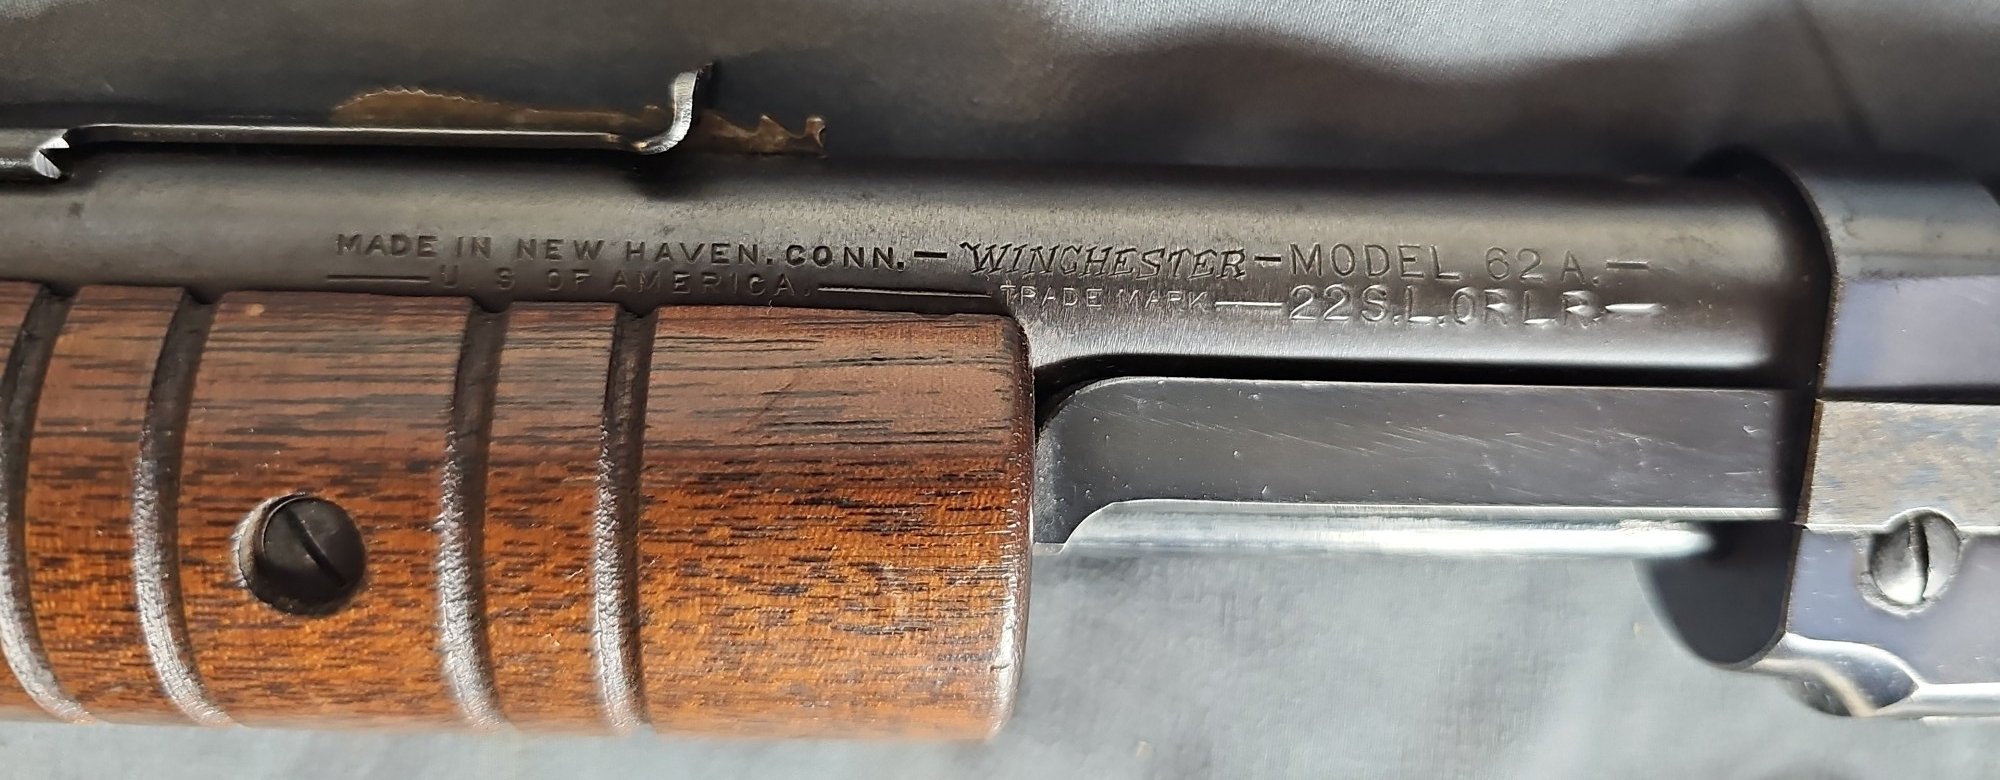 MADE IN NEW HAVEN. CONN. — WINCHESTER — MODEL 62 A. —
— U. S OF AMERICA. — TRADE MARK — 22 S. L. OR L R. —